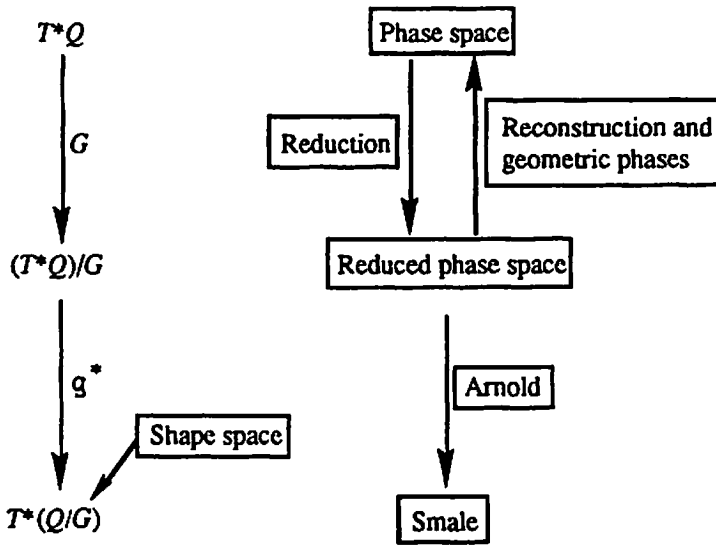 T*Q
Phase space
G
Reduction
Reconstruction and
geometric phases
(T*Q)/G
Reduced phase space
g*
Arnold
Shape space
T*(Q/G)
Smale